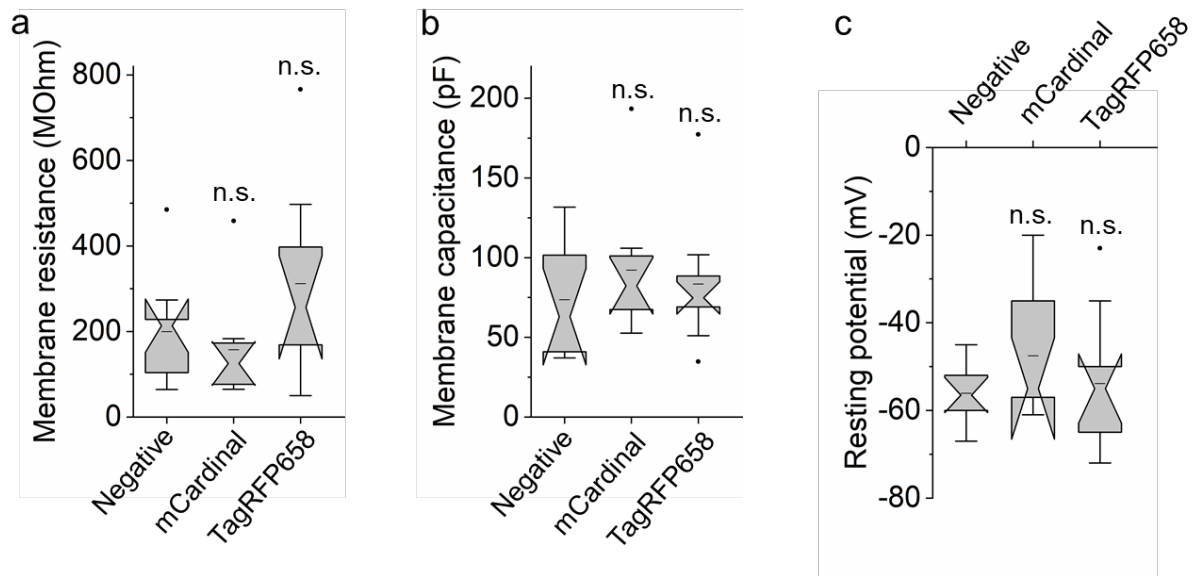 a
Membrane resistance (MOhm)
800
600
400
200
0
n.s.
n.s.
Negative
mCardinal
TagRFP658
b
Membrane capacitance (pF)
200
150
100
50
0
n.s.
n.s.
Negative
mCardinal
TagRFP658
c
Negative
mCardinal
TagRFP658
Resting potential (mV)
0
-20
-40
-60
-80
n.s.
n.s.